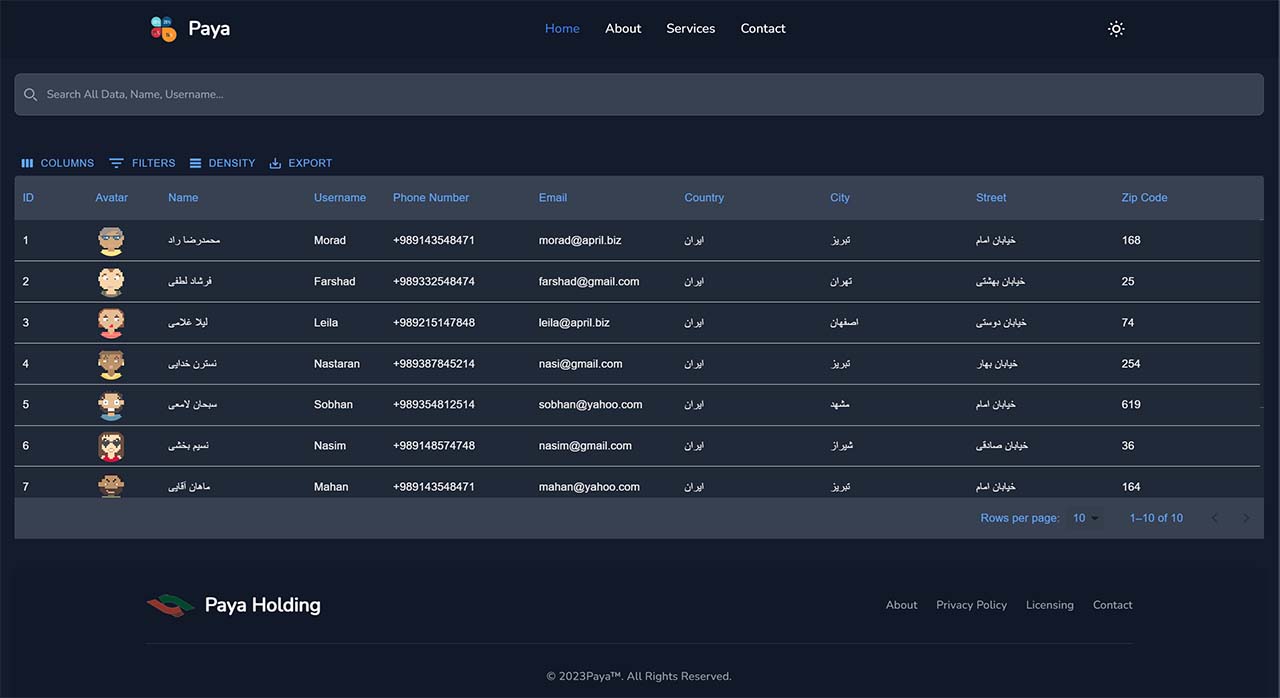 Paya Home About Services Contact
Search All Data, Name, Username...
COLUMNS FILTERS DENSITY EXPORT
ID Avatar Name Username Phone Number Email Country City Street Zip Code
1 محمدرضا راد Morad +989143548471 morad@april.biz ایران تبریز خیابان امام 168
2 فرشاد لطفی Farshad +989332548474 farshad@gmail.com ایران تهران خیابان بهشتی 25
3 لیلا غلامی Leila +989215147848 leila@april.biz ایران اصفهان خیابان دوستی 74
4 نسترن خدایی Nastaran +989387845214 nasi@gmail.com ایران تبریز خیابان بهار 254
5 سبحان لامعی Sobhan +989354812514 sobhan@yahoo.com ایران مشهد خیابان امام 619
6 نسیم بخشی Nasim +989148574748 nasim@gmail.com ایران شیراز خیابان صادقی 36
7 ماهان آقایی Mahan +989143548471 mahan@yahoo.com ایران تبریز خیابان امام 164
Rows per page: 10 1–10 of 10
Paya Holding About Privacy Policy Licensing Contact
© 2023Paya™. All Rights Reserved.